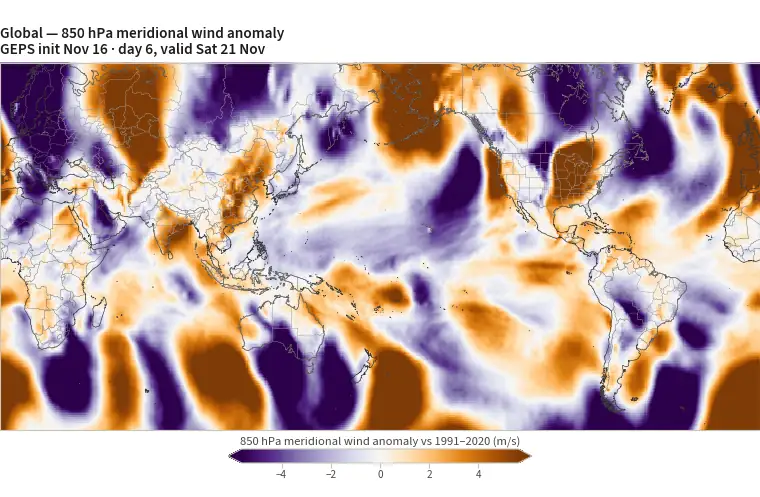 Global — 850 hPa meridional wind anomaly
GEPS init Nov 16 · day 6, valid Sat 21 Nov
850 hPa meridional wind anomaly vs 1991–2020 (m/s)
−4 −2 0 2 4